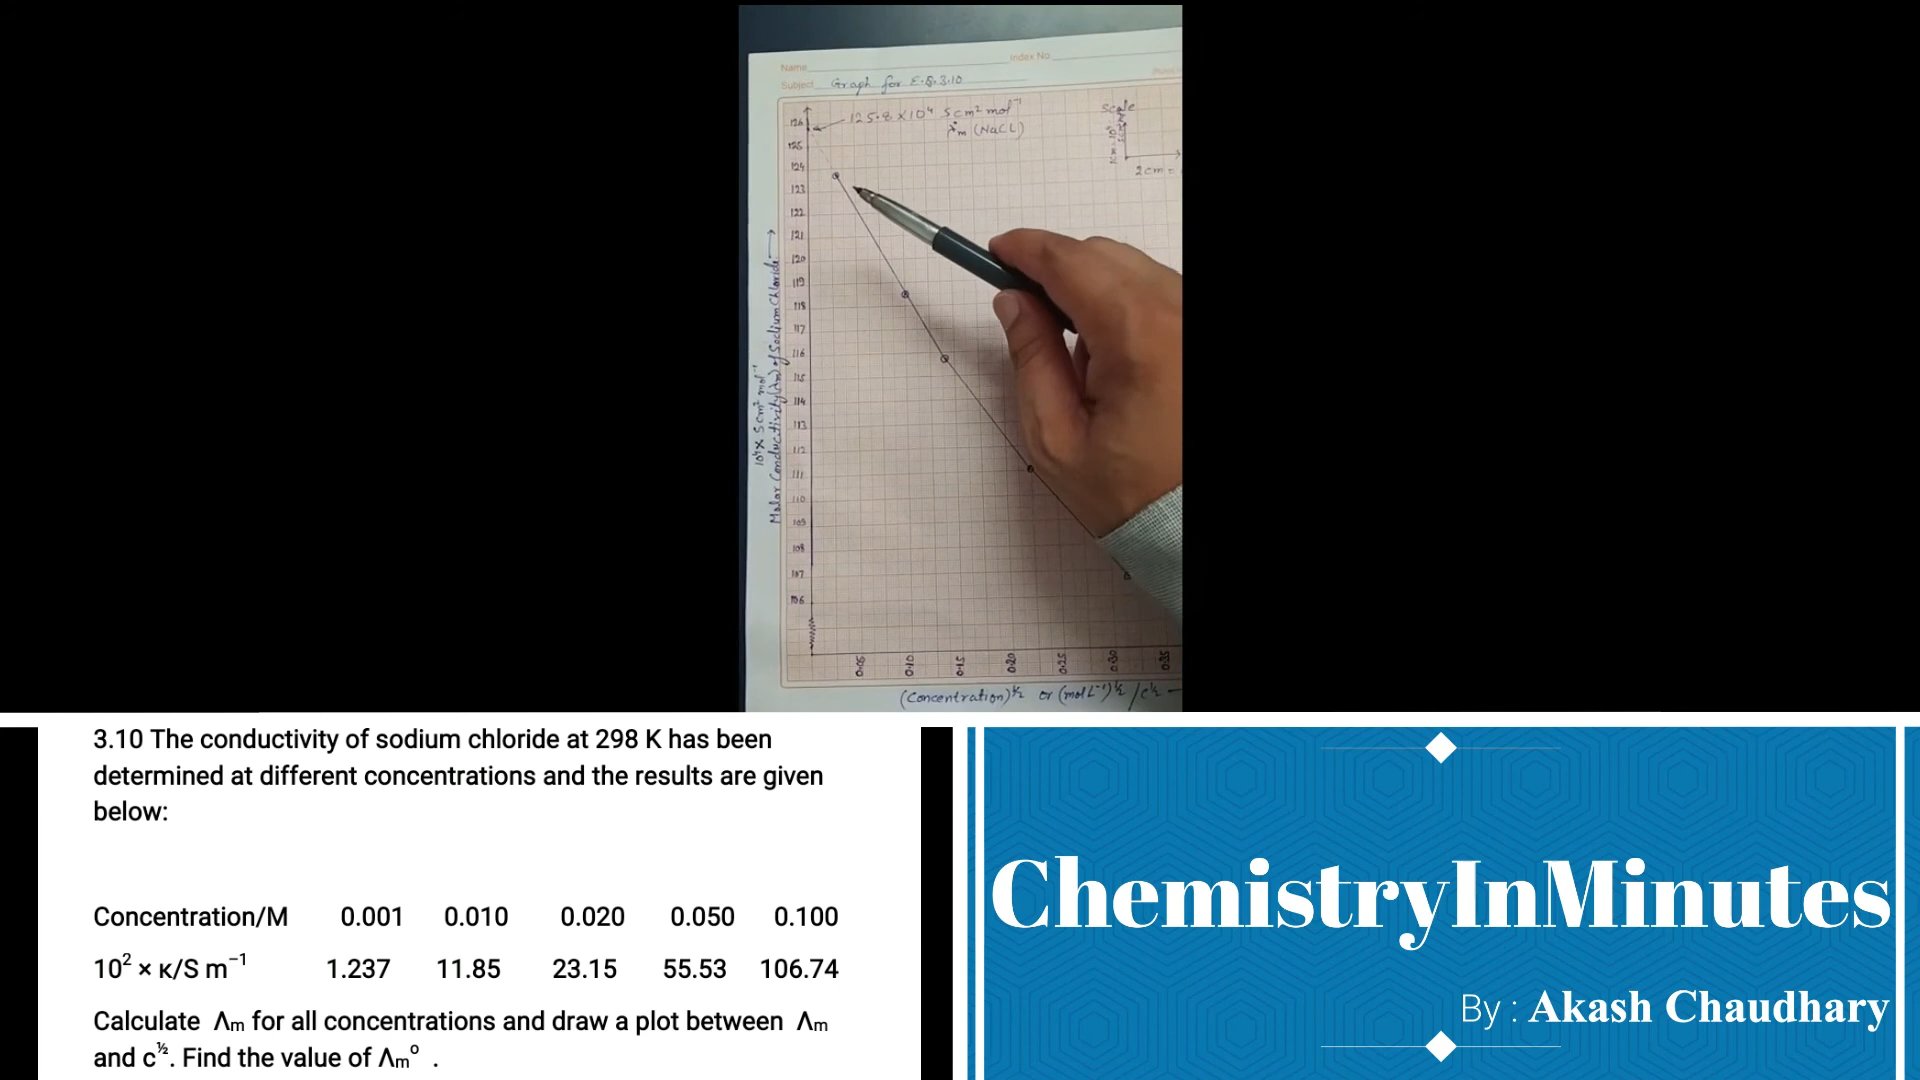 Name
Index No
Subject Graph for E.Q.3.10
125.8 X10⁴ S cm² mol⁻¹
λ°m (NaCl)
Scale
2cm =
126
125
124
123
122
121
120
119
118
117
116
115
114
113
112
111
110
109
108
107
106
10⁴ X S cm² mol⁻¹
Molar Conductivity (λm) of Sodium Chloride →
0.05 0.10 0.15 0.20 0.25 0.30 0.35
(Concentration)½ or (mol L⁻¹)½ / c½
3.10 The conductivity of sodium chloride at 298 K has been
determined at different concentrations and the results are given
below:
Concentration/M 0.001 0.010 0.020 0.050 0.100
10² × κ/S m⁻¹ 1.237 11.85 23.15 55.53 106.74
Calculate Λm for all concentrations and draw a plot between Λm
and c½. Find the value of Λm° .
ChemistryInMinutes
By : Akash Chaudhary